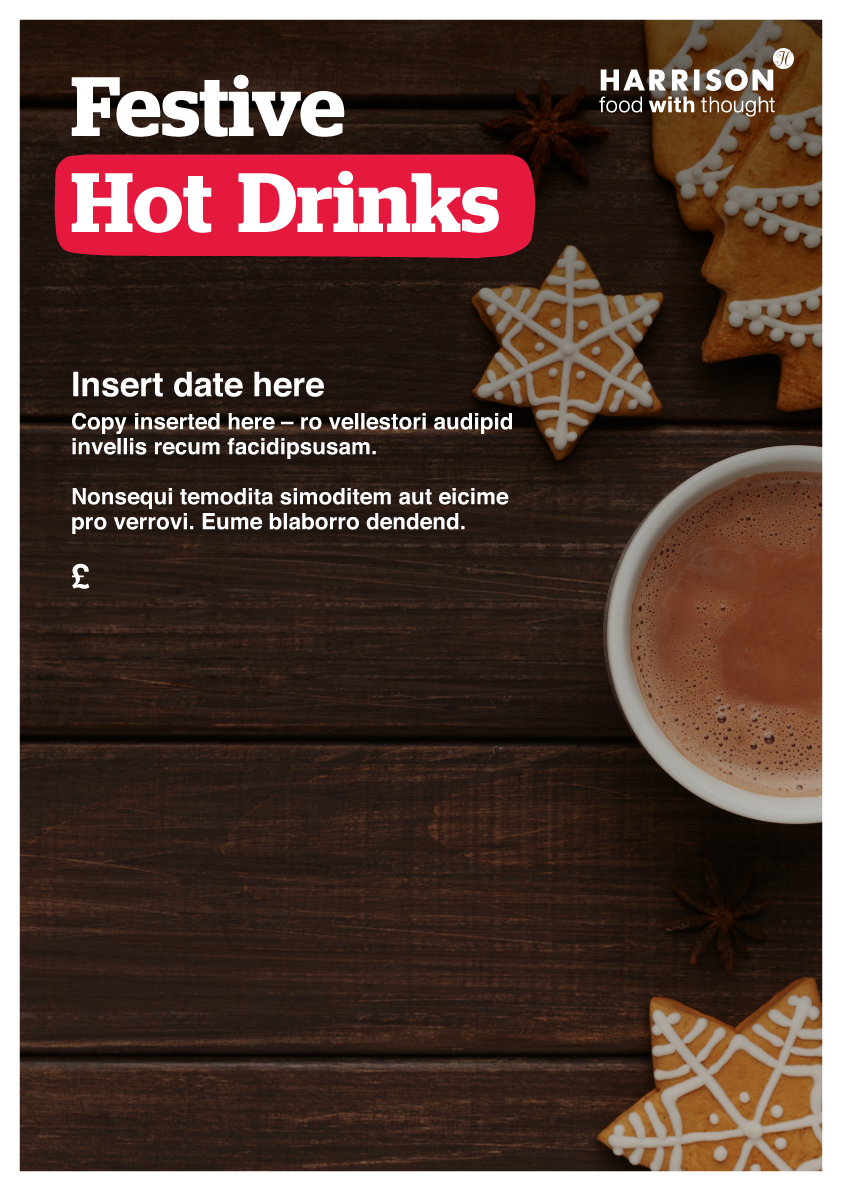 Festive
HARRISON
food with thought
Hot Drinks
Insert date here
Copy inserted here – ro vellestori audipid
invellis recum facidipsusam.
Nonsequi temodita simoditem aut eicime
pro verrovi. Eume blaborro dendend.
£